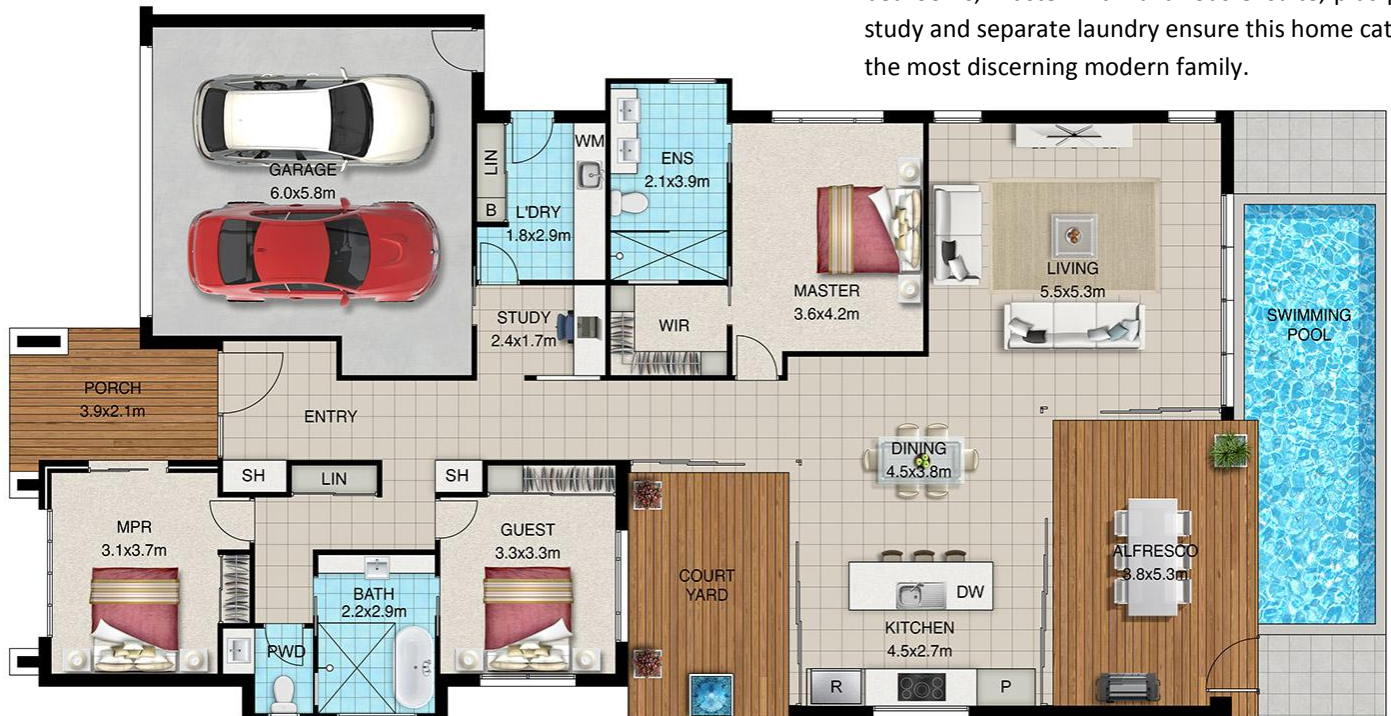 study and separate laundry ensure this home cat
the most discerning modern family.
GARAGE
6.0x5.8m
LIN
B
L'DRY
1.8x2.9m
WM
ENS
2.1x3.9m
MASTER
3.6x4.2m
LIVING
5.5x5.3m
SWIMMING
POOL
STUDY
2.4x1.7m
WIR
PORCH
3.9x2.1m
ENTRY
SH
LIN
SH
DINING
4.5x3.8m
MPR
3.1x3.7m
GUEST
3.3x3.3m
BATH
2.2x2.9m
PWD
COURT
YARD
ALFRESCO
3.8x5.3m
DW
KITCHEN
4.5x2.7m
R
P